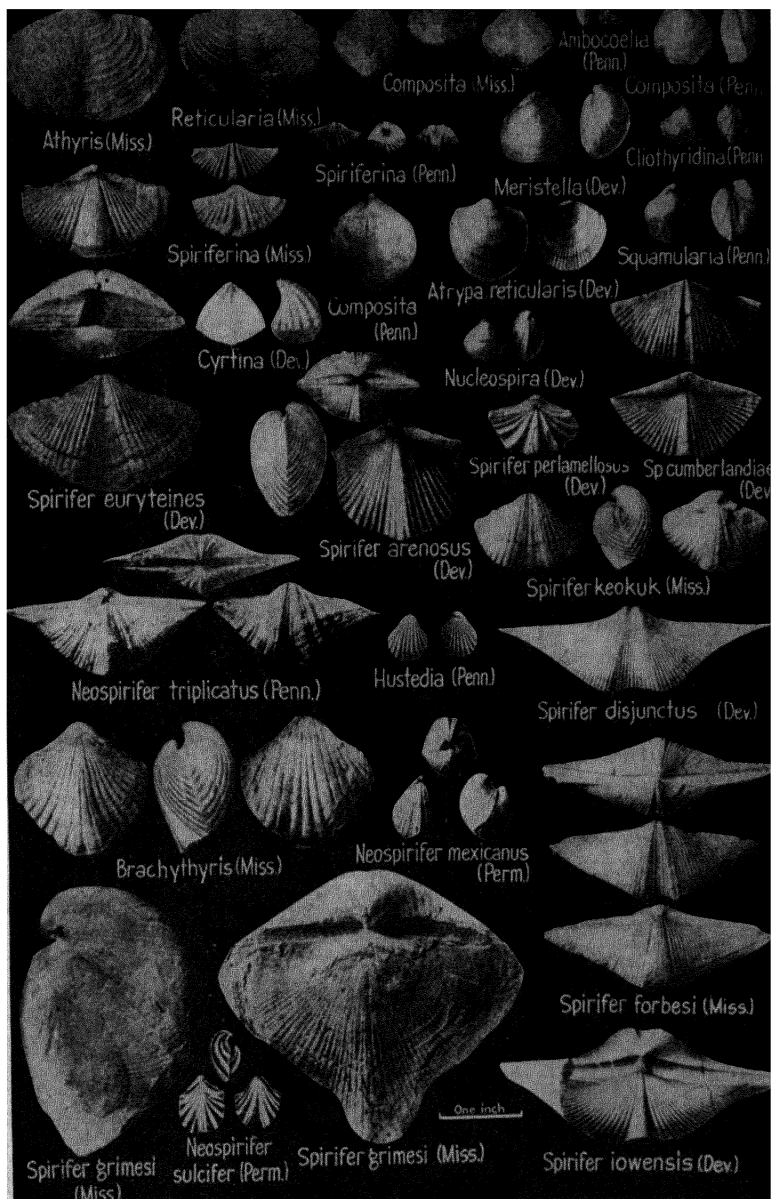 Ambocoelia
(Penn.)
Composita (Miss.)
Composita (Penn.
Athyris (Miss.)
Reticularia (Miss.)
Spiriferina (Penn.)
Meristella (Dev.)
Cliothyridina (Penn.
Spiriferina (Miss)
Composita
(Penn.)
Atrypa reticularis (Dev.)
Squamularia (Penn.)
Cyrtina (Dev.)
Nucleospira (Dev.)
Spirifer euryteines
(Dev.)
Spirifer arenosus
(Dev.)
Spirifer perlamellosus
(Dev.)
Sp cumberlandiae
(Dev
Spirifer keokuk (Miss.)
Neospirifer triplicatus (Penn.)
Hustedia (Penn)
Spirifer disjunctus (Dev.)
Brachythyris (Miss.)
Neospirifer mexicanus
(Perm.)
Spirifer forbesi (Miss.)
One inch
Spirifer grimesi
(Miss.)
Neospirifer
sulcifer (Perm.)
Spirifer grimesi (Miss.)
Spirifer iowensis (Dev.)